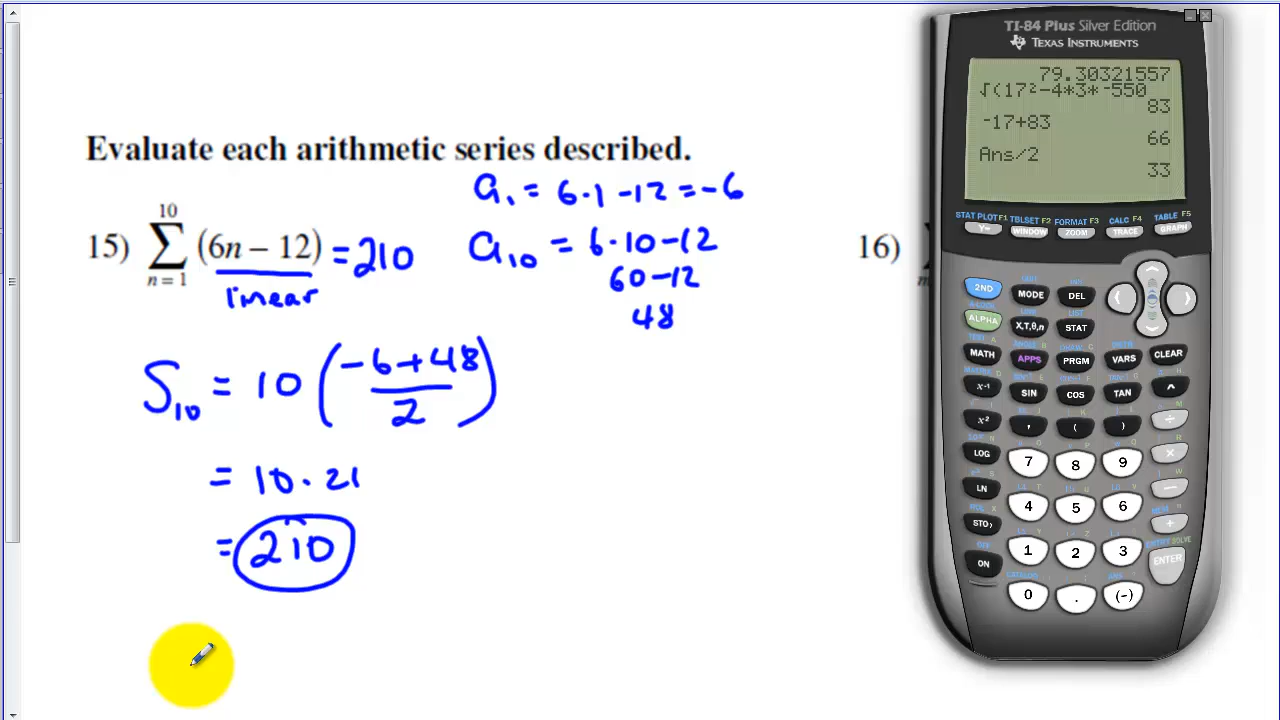 Evaluate each arithmetic series described.
15) 10 ∑ n = 1 (6n – 12) = 210
linear
a₁ = 6·1 -12 = -6
a₁₀ = 6·10 -12
60 -12
48
S₁₀ = 10 (-6+48 / 2)
= 10 · 21
= 210
16)
TI-84 Plus Silver Edition
TEXAS INSTRUMENTS
79.30321557
√(17²-4*3*-550
83
-17+83
66
Ans/2
33
STAT PLOT F1 TBLSET F2 FORMAT F3 CALC F4 TABLE F5
Y= WINDOW ZOOM TRACE GRAPH
2ND MODE DEL
ALPHA X,T,θ,n STAT
MATH APPS PRGM VARS CLEAR
x⁻¹ SIN COS TAN ^
x² , ( ) ÷
LOG 7 8 9 ×
LN 4 5 6 −
STO› 1 2 3 +
ON 0 . (-) ENTER